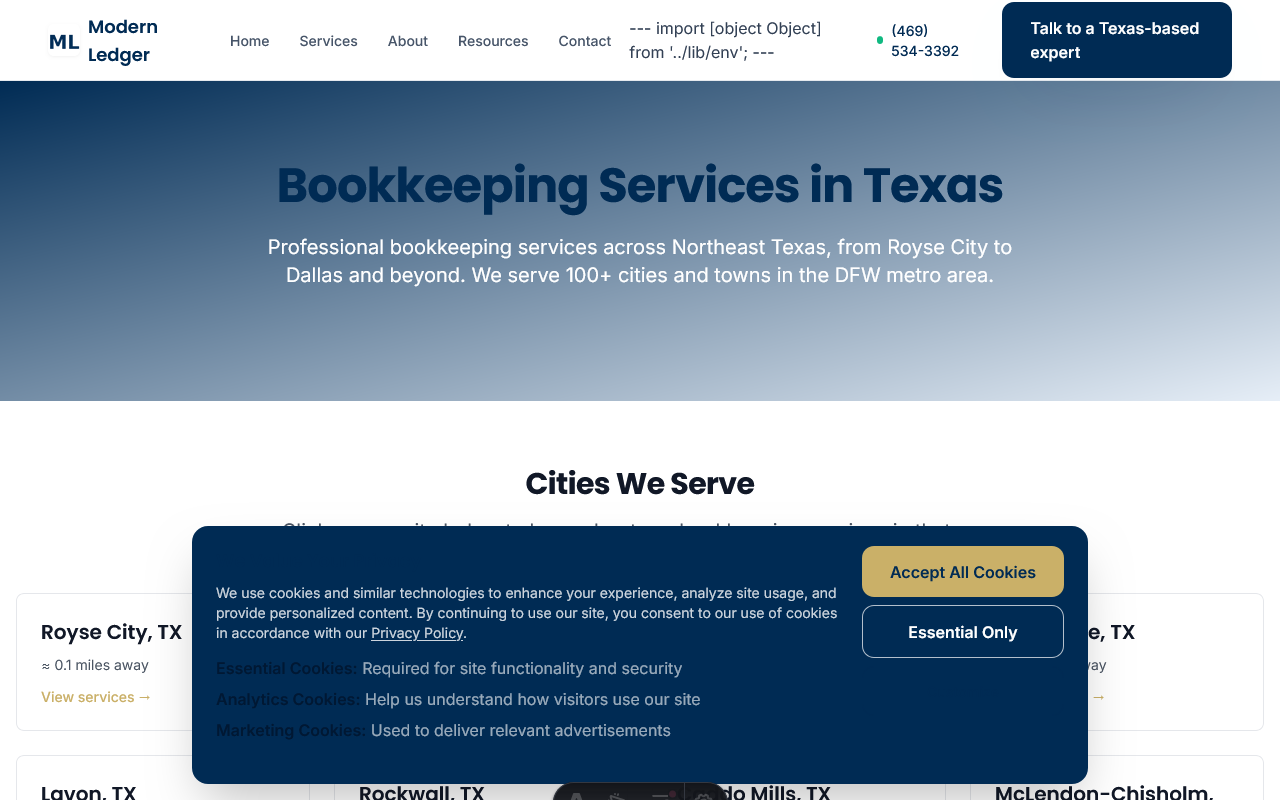 ML
Modern
Ledger
Home
Services
About
Resources
Contact
--- import [object Object]
from '../lib/env'; ---
(469)
534-3392
Talk to a Texas-based
expert
Bookkeeping Services in Texas
Professional bookkeeping services across Northeast Texas, from Royse City to
Dallas and beyond. We serve 100+ cities and towns in the DFW metro area.
Cities We Serve
We use cookies and similar technologies to enhance your experience, analyze site usage, and
provide personalized content. By continuing to use our site, you consent to our use of cookies
in accordance with our Privacy Policy.
Essential Cookies: Required for site functionality and security
Analytics Cookies: Help us understand how visitors use our site
Marketing Cookies: Used to deliver relevant advertisements
Accept All Cookies
Essential Only
Royse City, TX
≈ 0.1 miles away
View services →
TX
→
Lavon, TX
Rockwall, TX
Mills, TX
McLendon-Chisholm,